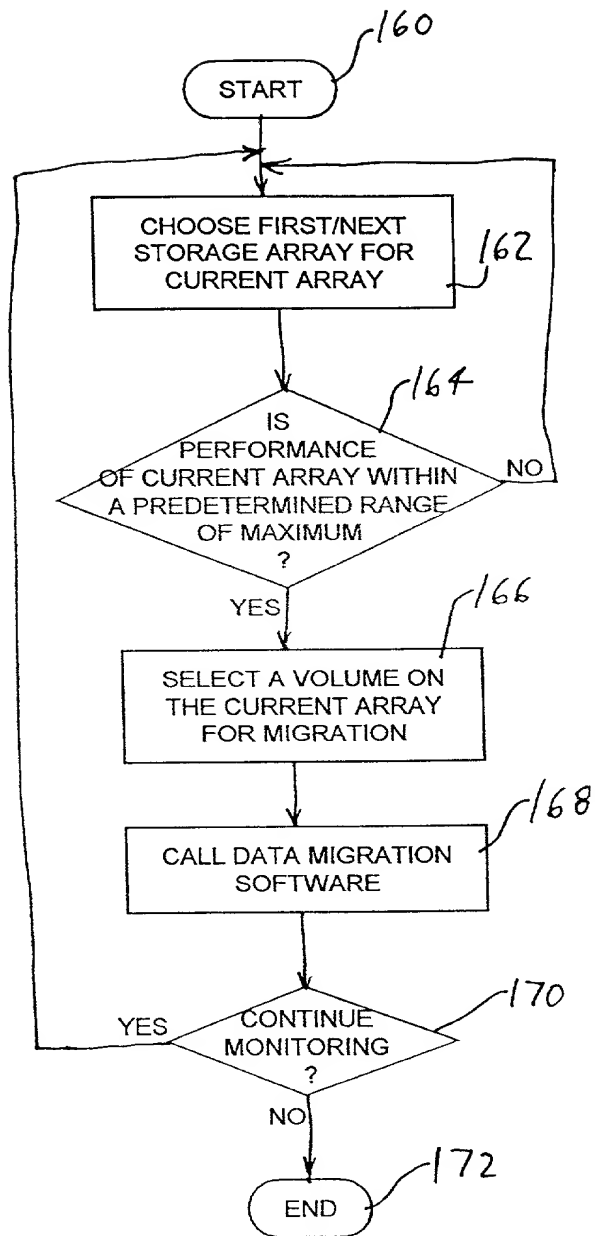 160
START
CHOOSE FIRST/NEXT
STORAGE ARRAY FOR
CURRENT ARRAY
162
164
IS
PERFORMANCE
OF CURRENT ARRAY WITHIN
A PREDETERMINED RANGE
OF MAXIMUM
?
NO
YES
166
SELECT A VOLUME ON
THE CURRENT ARRAY
FOR MIGRATION
168
CALL DATA MIGRATION
SOFTWARE
170
YES
CONTINUE
MONITORING
?
NO
172
END